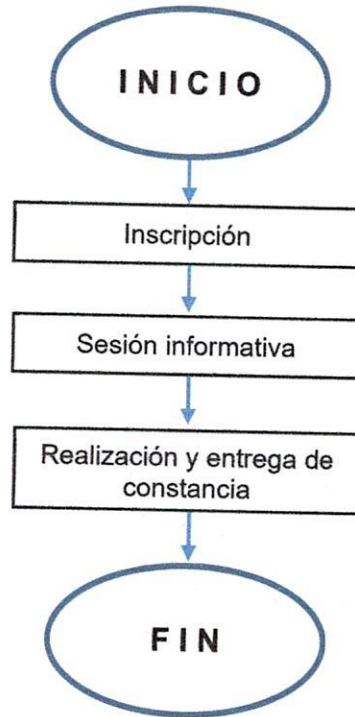 INICIO
Inscripción
Sesión informativa
Realización y entrega de
constancia
FIN